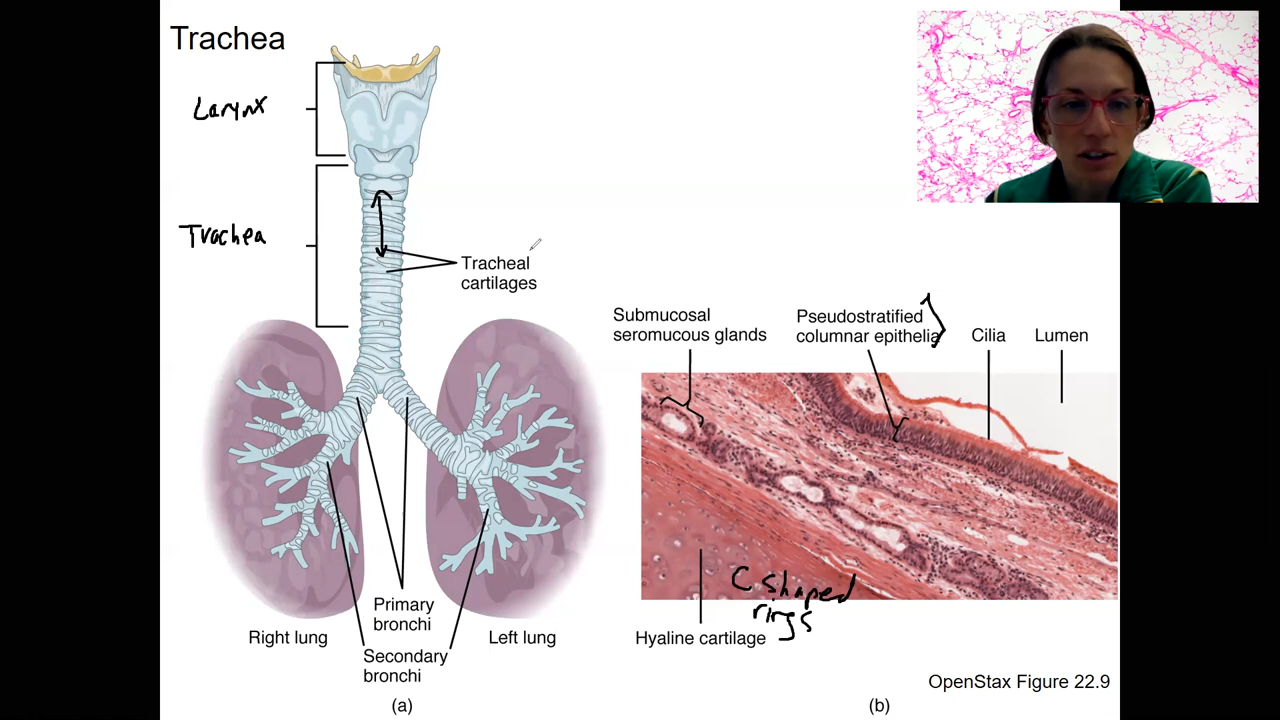 Trachea
Larynx
Trachea
Tracheal
cartilages
Submucosal
seromucous glands
Pseudostratified
columnar epithelia
Cilia
Lumen
C shaped
rings
Hyaline cartilage
Primary
bronchi
Right lung
Left lung
Secondary
bronchi
(a)
(b)
OpenStax Figure 22.9